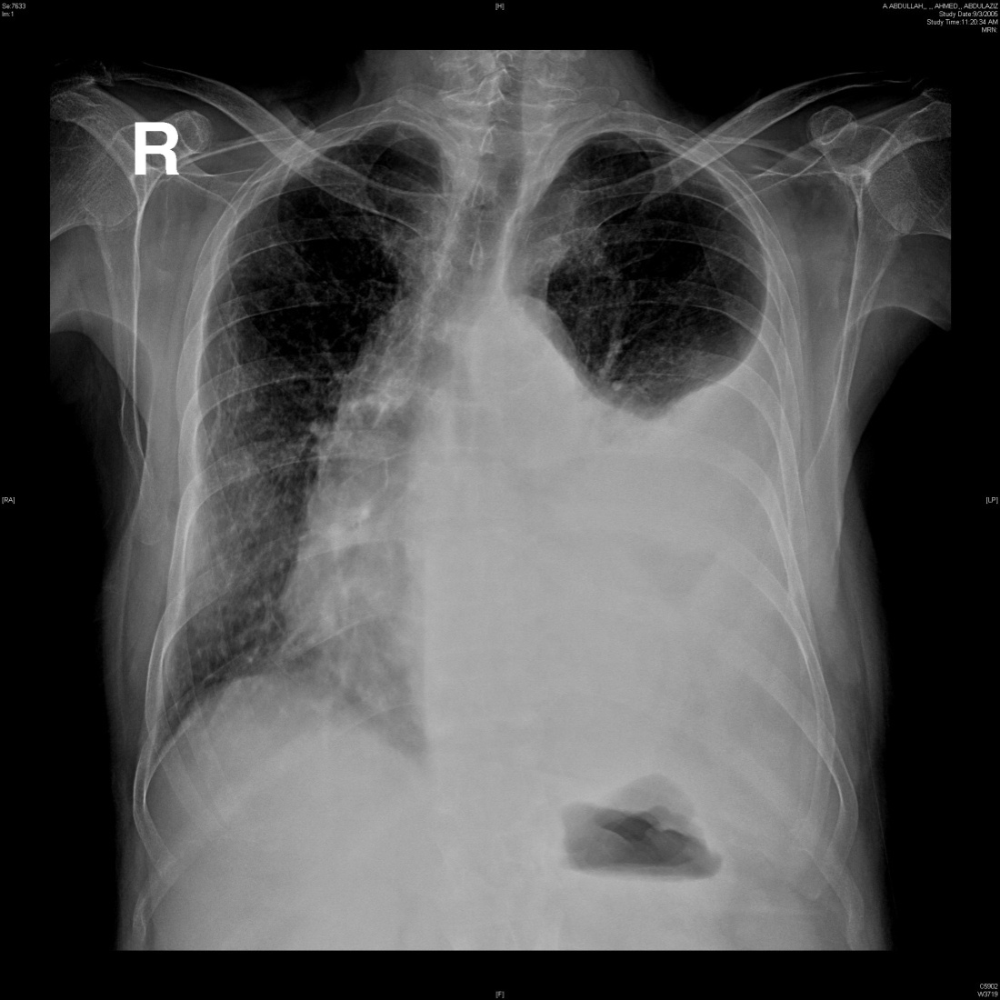 Se:7633
Im:1
[H]
A.ABDULLAH,, ,, AHMED,, ABDULAZIZ
Study Date:9/3/2005
Study Time:11:20:34 AM
MRN:
R
[RA]
[LP]
[F]
C5902
W3719